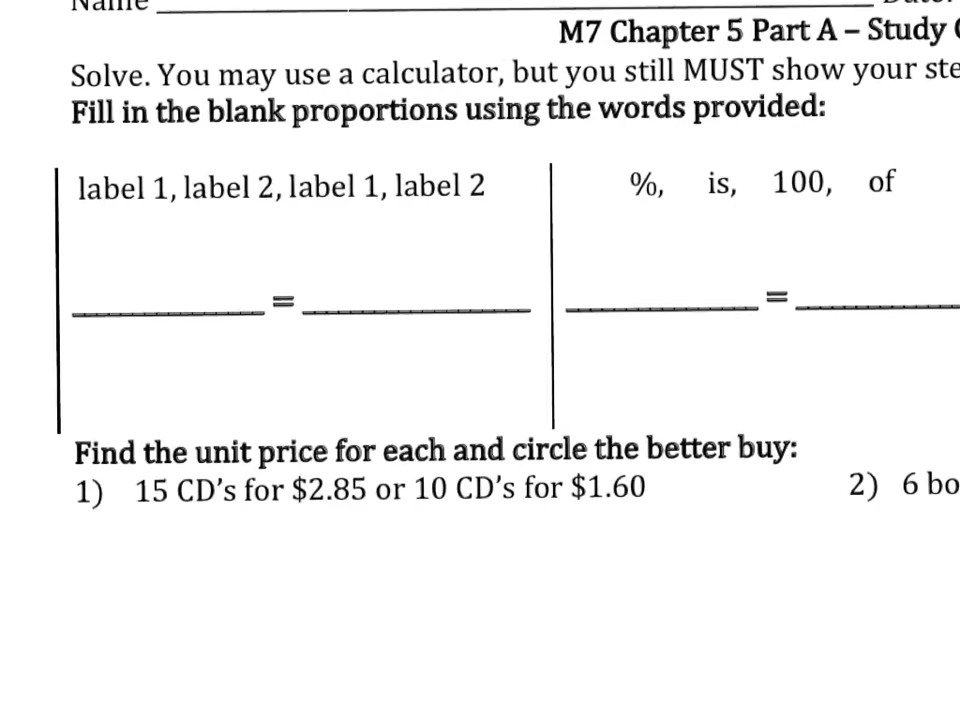 Name
M7 Chapter 5 Part A – Study
Solve. You may use a calculator, but you still MUST show your
Fill in the blank proportions using the words provided:
label 1, label 2, label 1, label 2
%, is, 100, of
=
=
Find the unit price for each and circle the better buy:
1) 15 CD's for $2.85 or 10 CD's for $1.60
2) 6